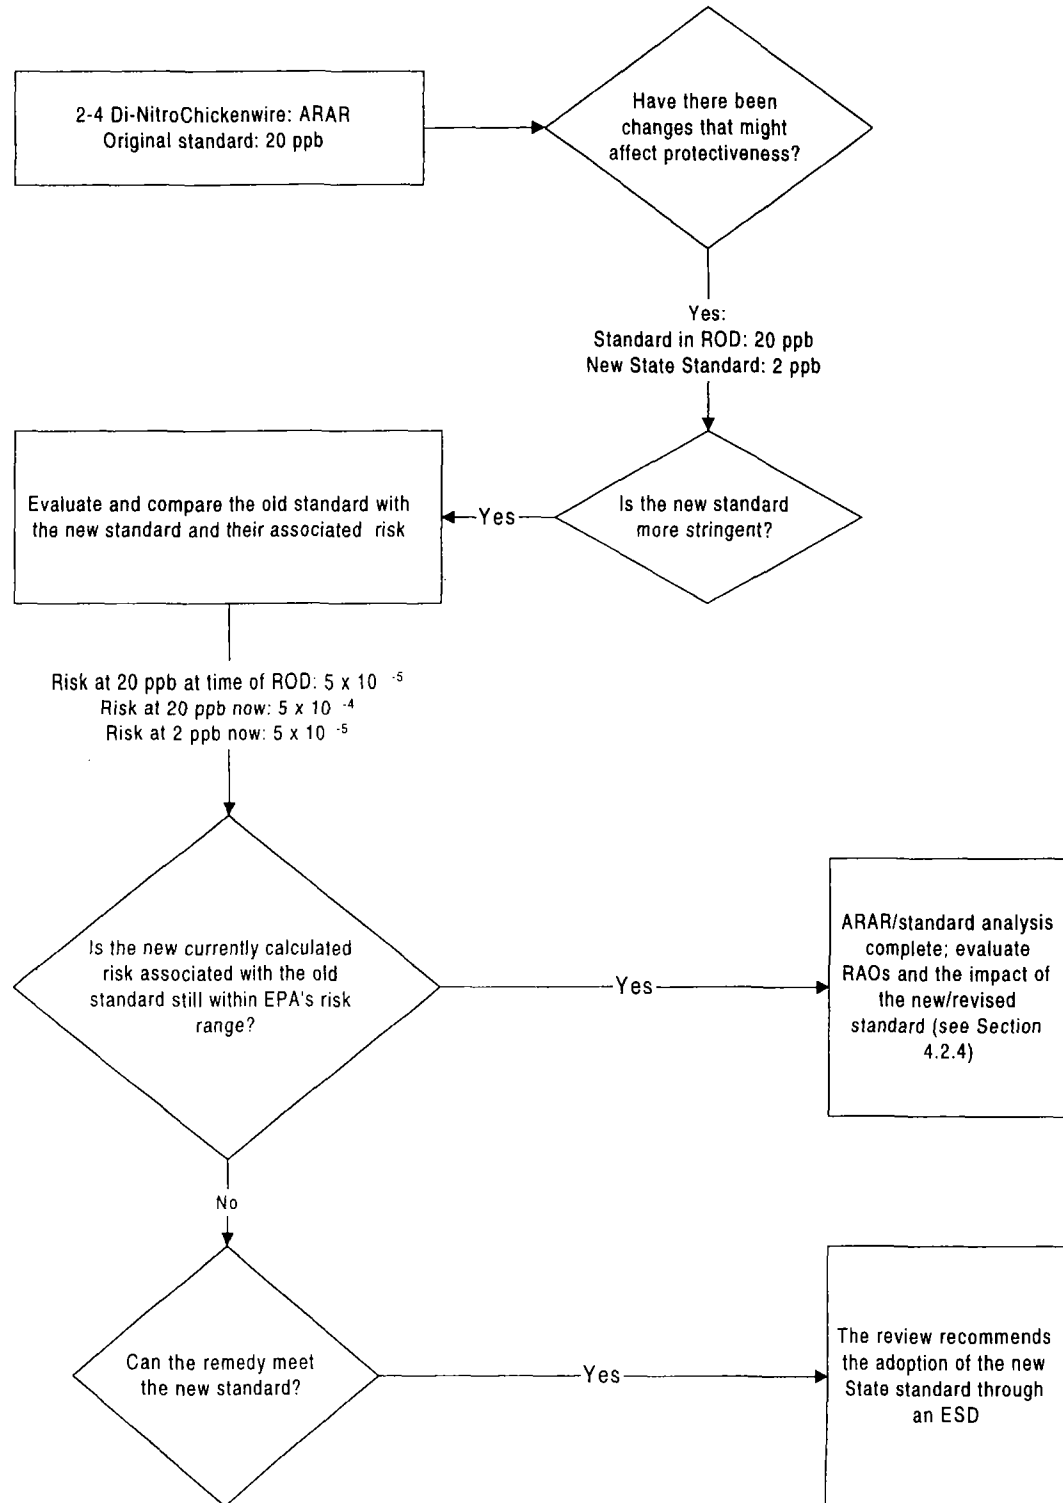 2-4 Di-NitroChickenwire: ARAR
Original standard: 20 ppb
Have there been
changes that might
affect protectiveness?
Yes:
Standard in ROD: 20 ppb
New State Standard: 2 ppb
Is the new standard
more stringent?
Yes
Evaluate and compare the old standard with
the new standard and their associated risk
Risk at 20 ppb at time of ROD: 5 x 10 -5
Risk at 20 ppb now: 5 x 10 -4
Risk at 2 ppb now: 5 x 10 -5
Is the new currently calculated
risk associated with the old
standard still within EPA's risk
range?
Yes
ARAR/standard analysis
complete; evaluate
RAOs and the impact of
the new/revised
standard (see Section
4.2.4)
No
Can the remedy meet
the new standard?
Yes
The review recommends
the adoption of the new
State standard through
an ESD